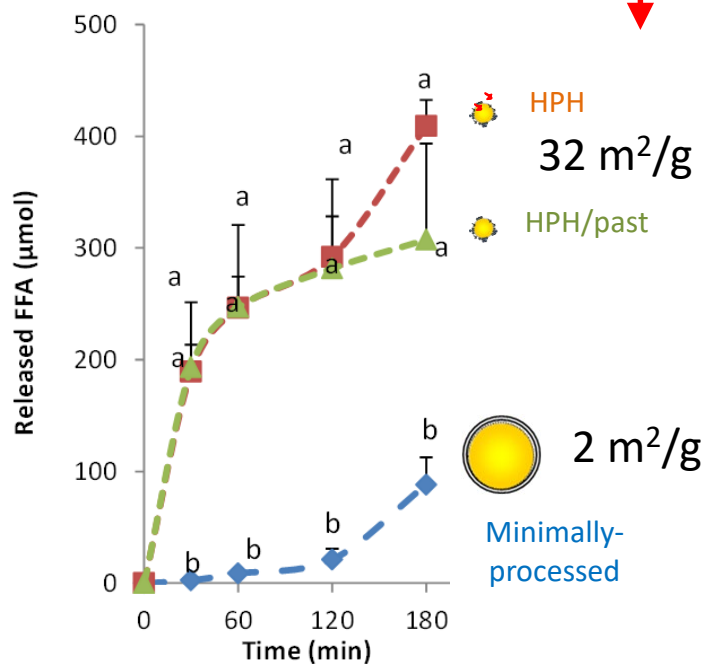 500
400
300
200
100
0
Released FFA (µmol)
0 60 120 180
Time (min)
a
a
a
a
a
a
a
a
b
b
b
b
HPH
32 m²/g
HPH/past
2 m²/g
Minimally-
processed